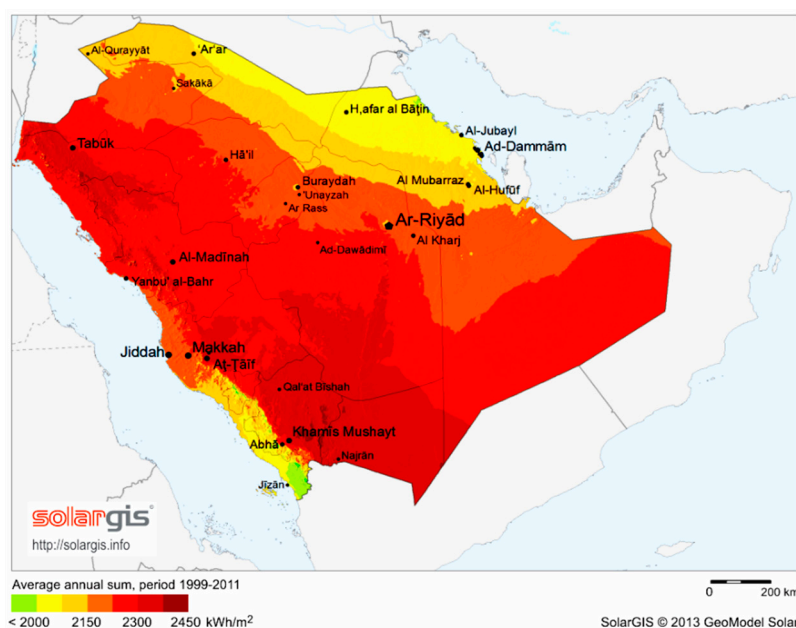 Al-Qurayyāt
'Ar'ar
Sakākā
H,afar al Bāţin
Al-Jubayl
Tabūk
Ad-Dammām
Hā'il
Buraydah
Al Mubarraz
Al-Hufūf
'Unayzah
Ar Rass
Ar-Riyād
Al Kharj
Ad-Dawādimī
Al-Madīnah
Yanbu' al-Bahr
Jiddah
Makkah
Aţ-Ţāīf
Qal'at Bīshah
Khamīs Mushayt
Abhā
Najrān
Jīzān
solargis
http://solargis.info
Average annual sum, period 1999-2011
0 200 km
< 2000 2150 2300 2450 kWh/m²
SolarGIS © 2013 GeoModel Solar